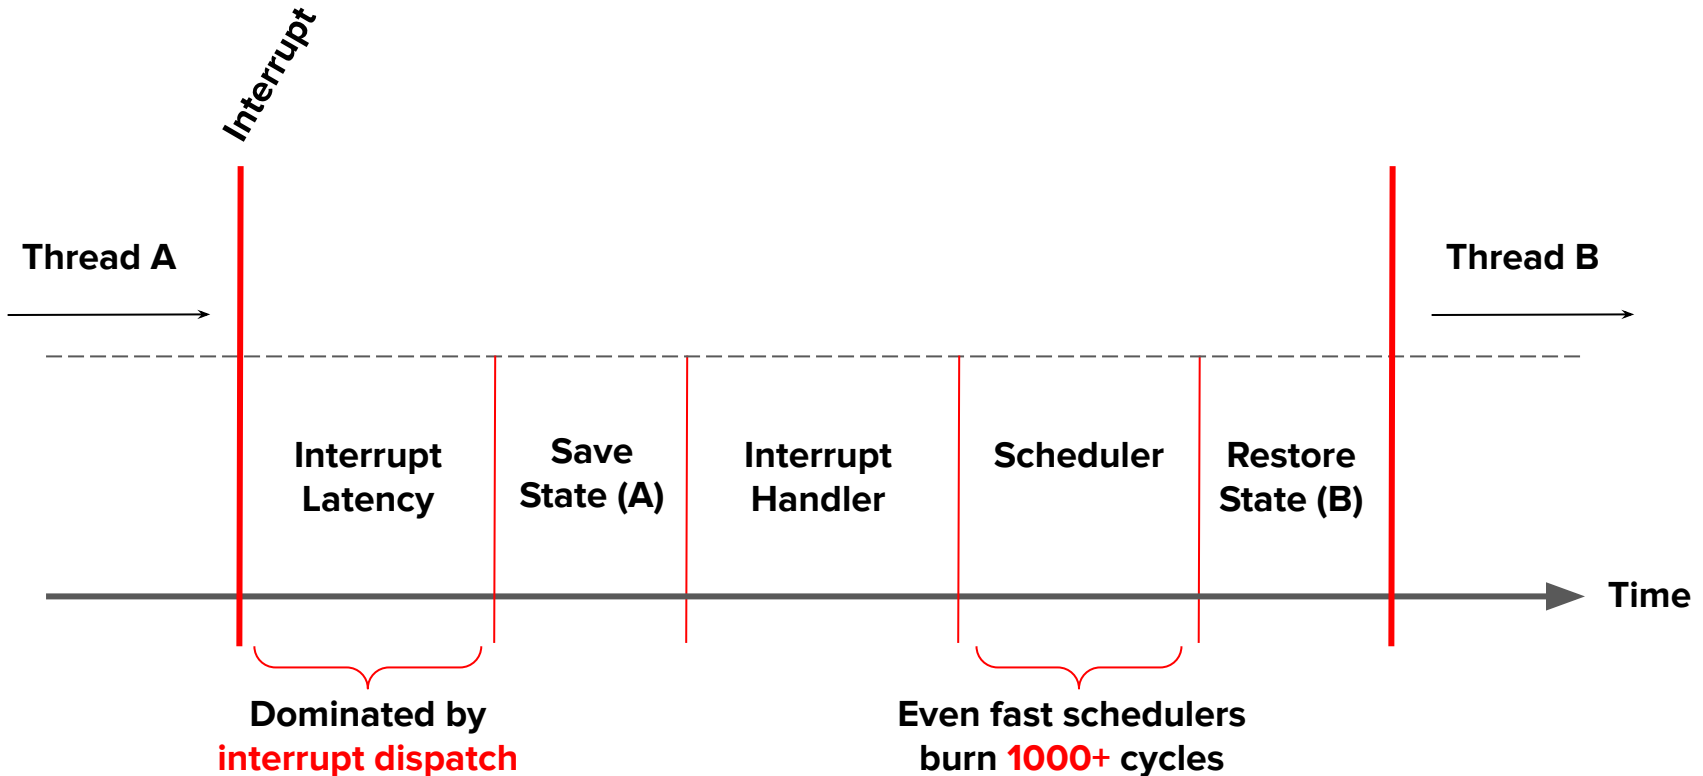 Interrupt
Thread A
Thread B
Interrupt
Latency
Save
State (A)
Interrupt
Handler
Scheduler
Restore
State (B)
Time
Dominated by
interrupt dispatch
Even fast schedulers
burn 1000+ cycles